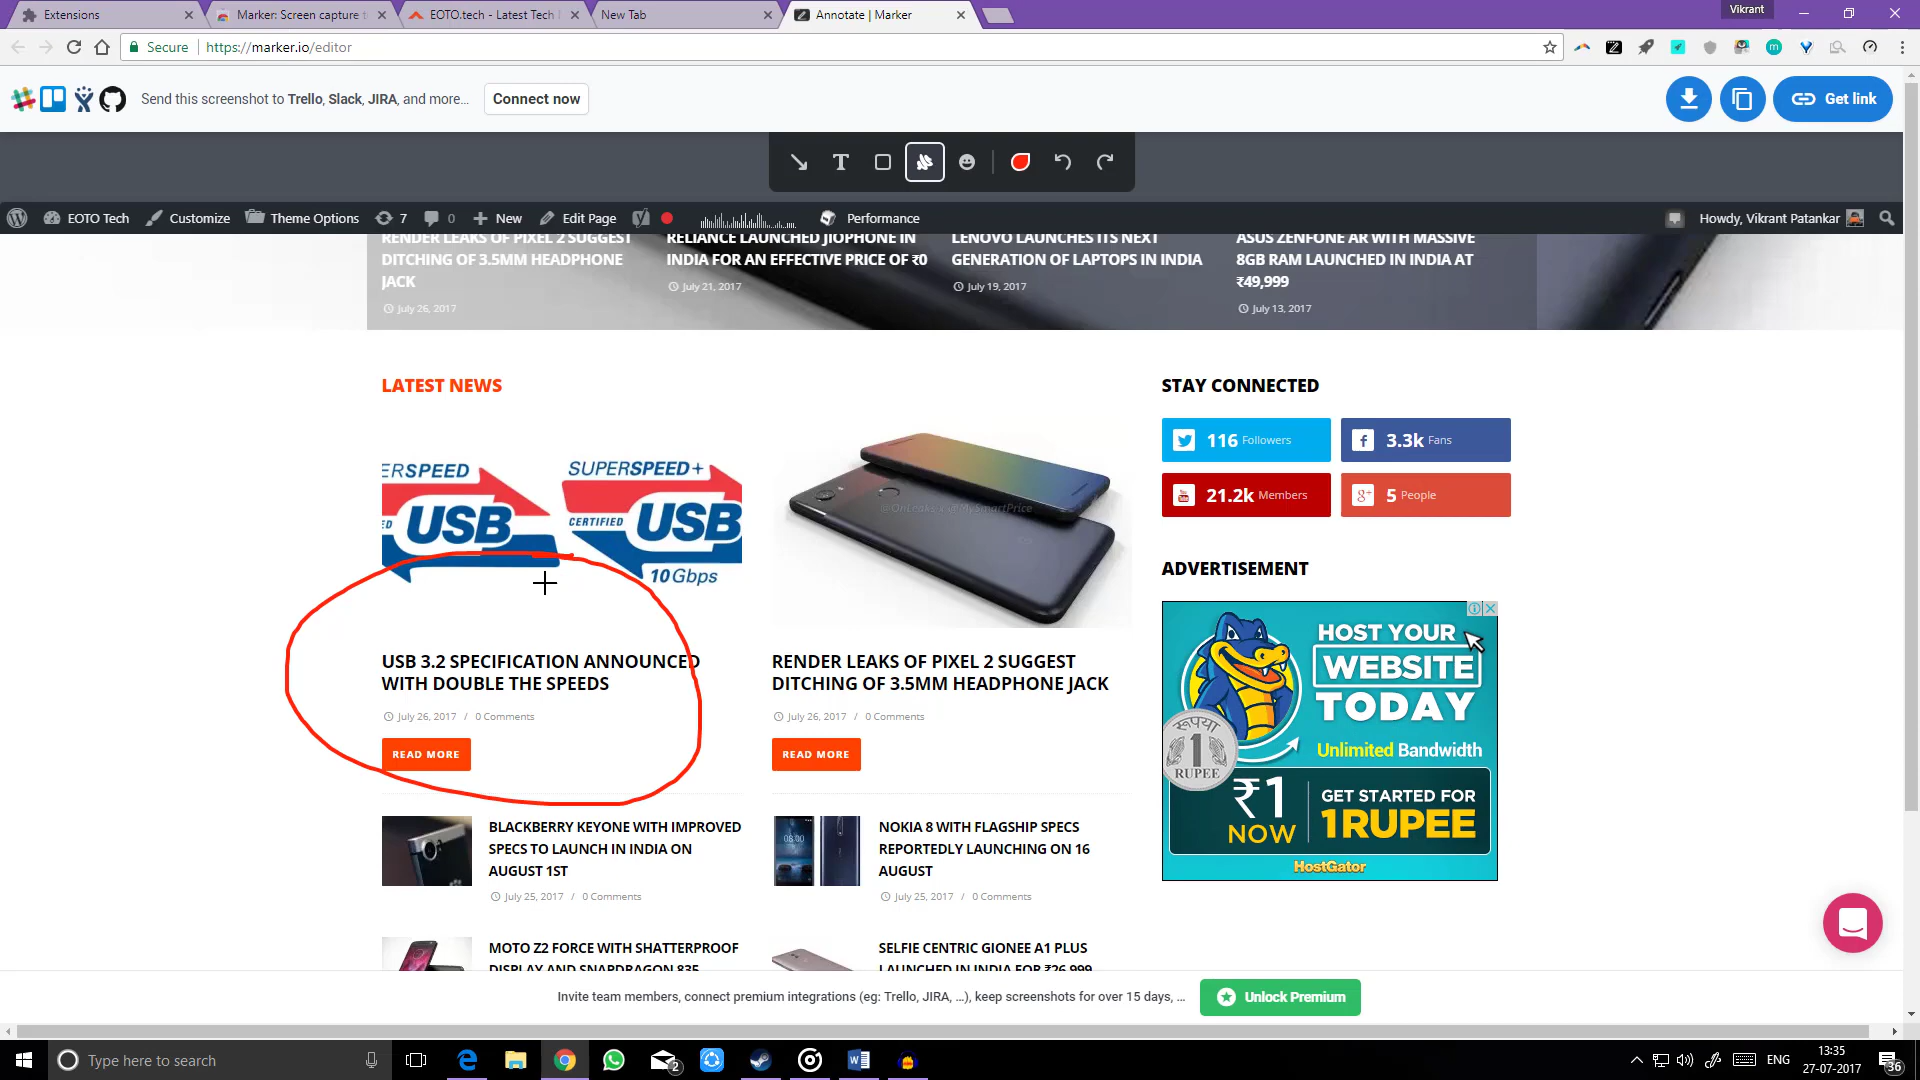 Extensions
Marker: Screen capture t
EOTO.tech - Latest Tech
New Tab
Annotate | Marker
Vikrant
Secure
https://marker.io/editor
Send this screenshot to Trello, Slack, JIRA, and more...
Connect now
Get link
EOTO Tech
Customize
Theme Options
7
0
New
Edit Page
Performance
Howdy, Vikrant Patankar
RENDER LEAKS OF PIXEL 2 SUGGEST
DITCHING OF 3.5MM HEADPHONE
JACK
July 26, 2017
RELIANCE LAUNCHED JIOPHONE IN
INDIA FOR AN EFFECTIVE PRICE OF ₹0
July 21, 2017
LENOVO LAUNCHES ITS NEXT
GENERATION OF LAPTOPS IN INDIA
July 19, 2017
ASUS ZENFONE AR WITH MASSIVE
8GB RAM LAUNCHED IN INDIA AT
₹49,999
July 13, 2017
LATEST NEWS
ERSPEED
ED
USB
SUPERSPEED+
CERTIFIED
USB
10 Gbps
USB 3.2 SPECIFICATION ANNOUNCED
WITH DOUBLE THE SPEEDS
July 26, 2017 / 0 Comments
READ MORE
@OnLeaks x @MySmartPrice
RENDER LEAKS OF PIXEL 2 SUGGEST
DITCHING OF 3.5MM HEADPHONE JACK
July 26, 2017 / 0 Comments
READ MORE
BLACKBERRY KEYONE WITH IMPROVED
SPECS TO LAUNCH IN INDIA ON
AUGUST 1ST
July 25, 2017 / 0 Comments
08:00
NOKIA 8 WITH FLAGSHIP SPECS
REPORTEDLY LAUNCHING ON 16
AUGUST
July 25, 2017 / 0 Comments
MOTO Z2 FORCE WITH SHATTERPROOF
DISPLAY AND SNAPDRAGON 835
SELFIE CENTRIC GIONEE A1 PLUS
LAUNCHED IN INDIA FOR ₹26,999
STAY CONNECTED
116 Followers
3.3k Fans
21.2k Members
5 People
ADVERTISEMENT
HOST YOUR
WEBSITE
TODAY
Unlimited Bandwidth
रुपया
1
RUPEE
₹1
NOW
GET STARTED FOR
1RUPEE
HostGator
Invite team members, connect premium integrations (eg: Trello, JIRA, ...), keep screenshots for over 15 days, ...
Unlock Premium
Type here to search
2
ENG
13:35
27-07-2017
36